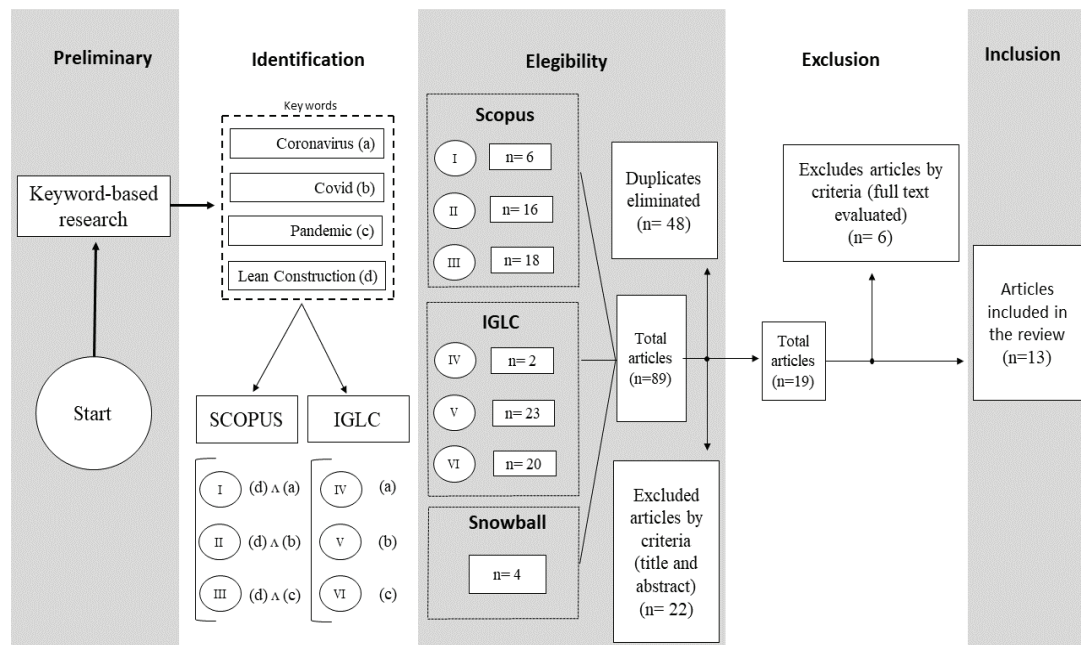 Preliminary
Identification
Elegibility
Exclusion
Inclusion
Start
Keyword-based
research
Key words
Coronavirus (a)
Covid (b)
Pandemic (c)
Lean Construction (d)
SCOPUS
IGLC
I
(d) ᴧ (a)
II
(d) ᴧ (b)
III
(d) ᴧ (c)
IV
(a)
V
(b)
VI
(c)
Scopus
I
n= 6
II
n= 16
III
n= 18
IGLC
IV
n= 2
V
n= 23
VI
n= 20
Snowball
n= 4
Duplicates
eliminated
(n= 48)
Total
articles
(n=89)
Excluded
articles by
criteria
(title and
abstract)
(n= 22)
Excludes articles by
criteria (full text
evaluated)
(n= 6)
Total
articles
(n=19)
Articles
included in
the review
(n=13)